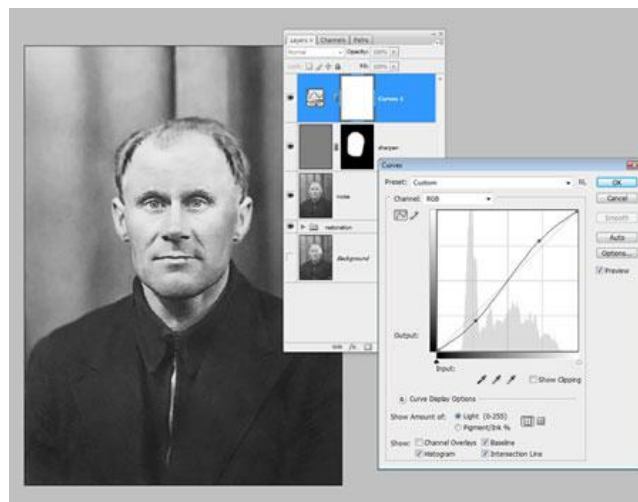 Layers × Channels Paths
Normal Opacity: 100%
Fill: 100%
Curves 1
sharpen
noise
restoration
Background
fx.
Curves
Preset: Custom
OK
Channel: RGB
Cancel
Smooth
Auto
Options...
Preview
Output:
Input:
Show Clipping
Curve Display Options
Show Amount of: Light (0-255)
Pigment/Ink %
Show: Channel Overlays Baseline
Histogram Intersection Line